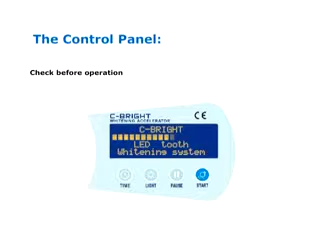 The Control Panel:
Check before operation
C-BRIGHT
WHITENING ACCELERATOR
CE
C-BRIGHT
LED tooth
Whitening system
TIME LIGHT PAUSE START